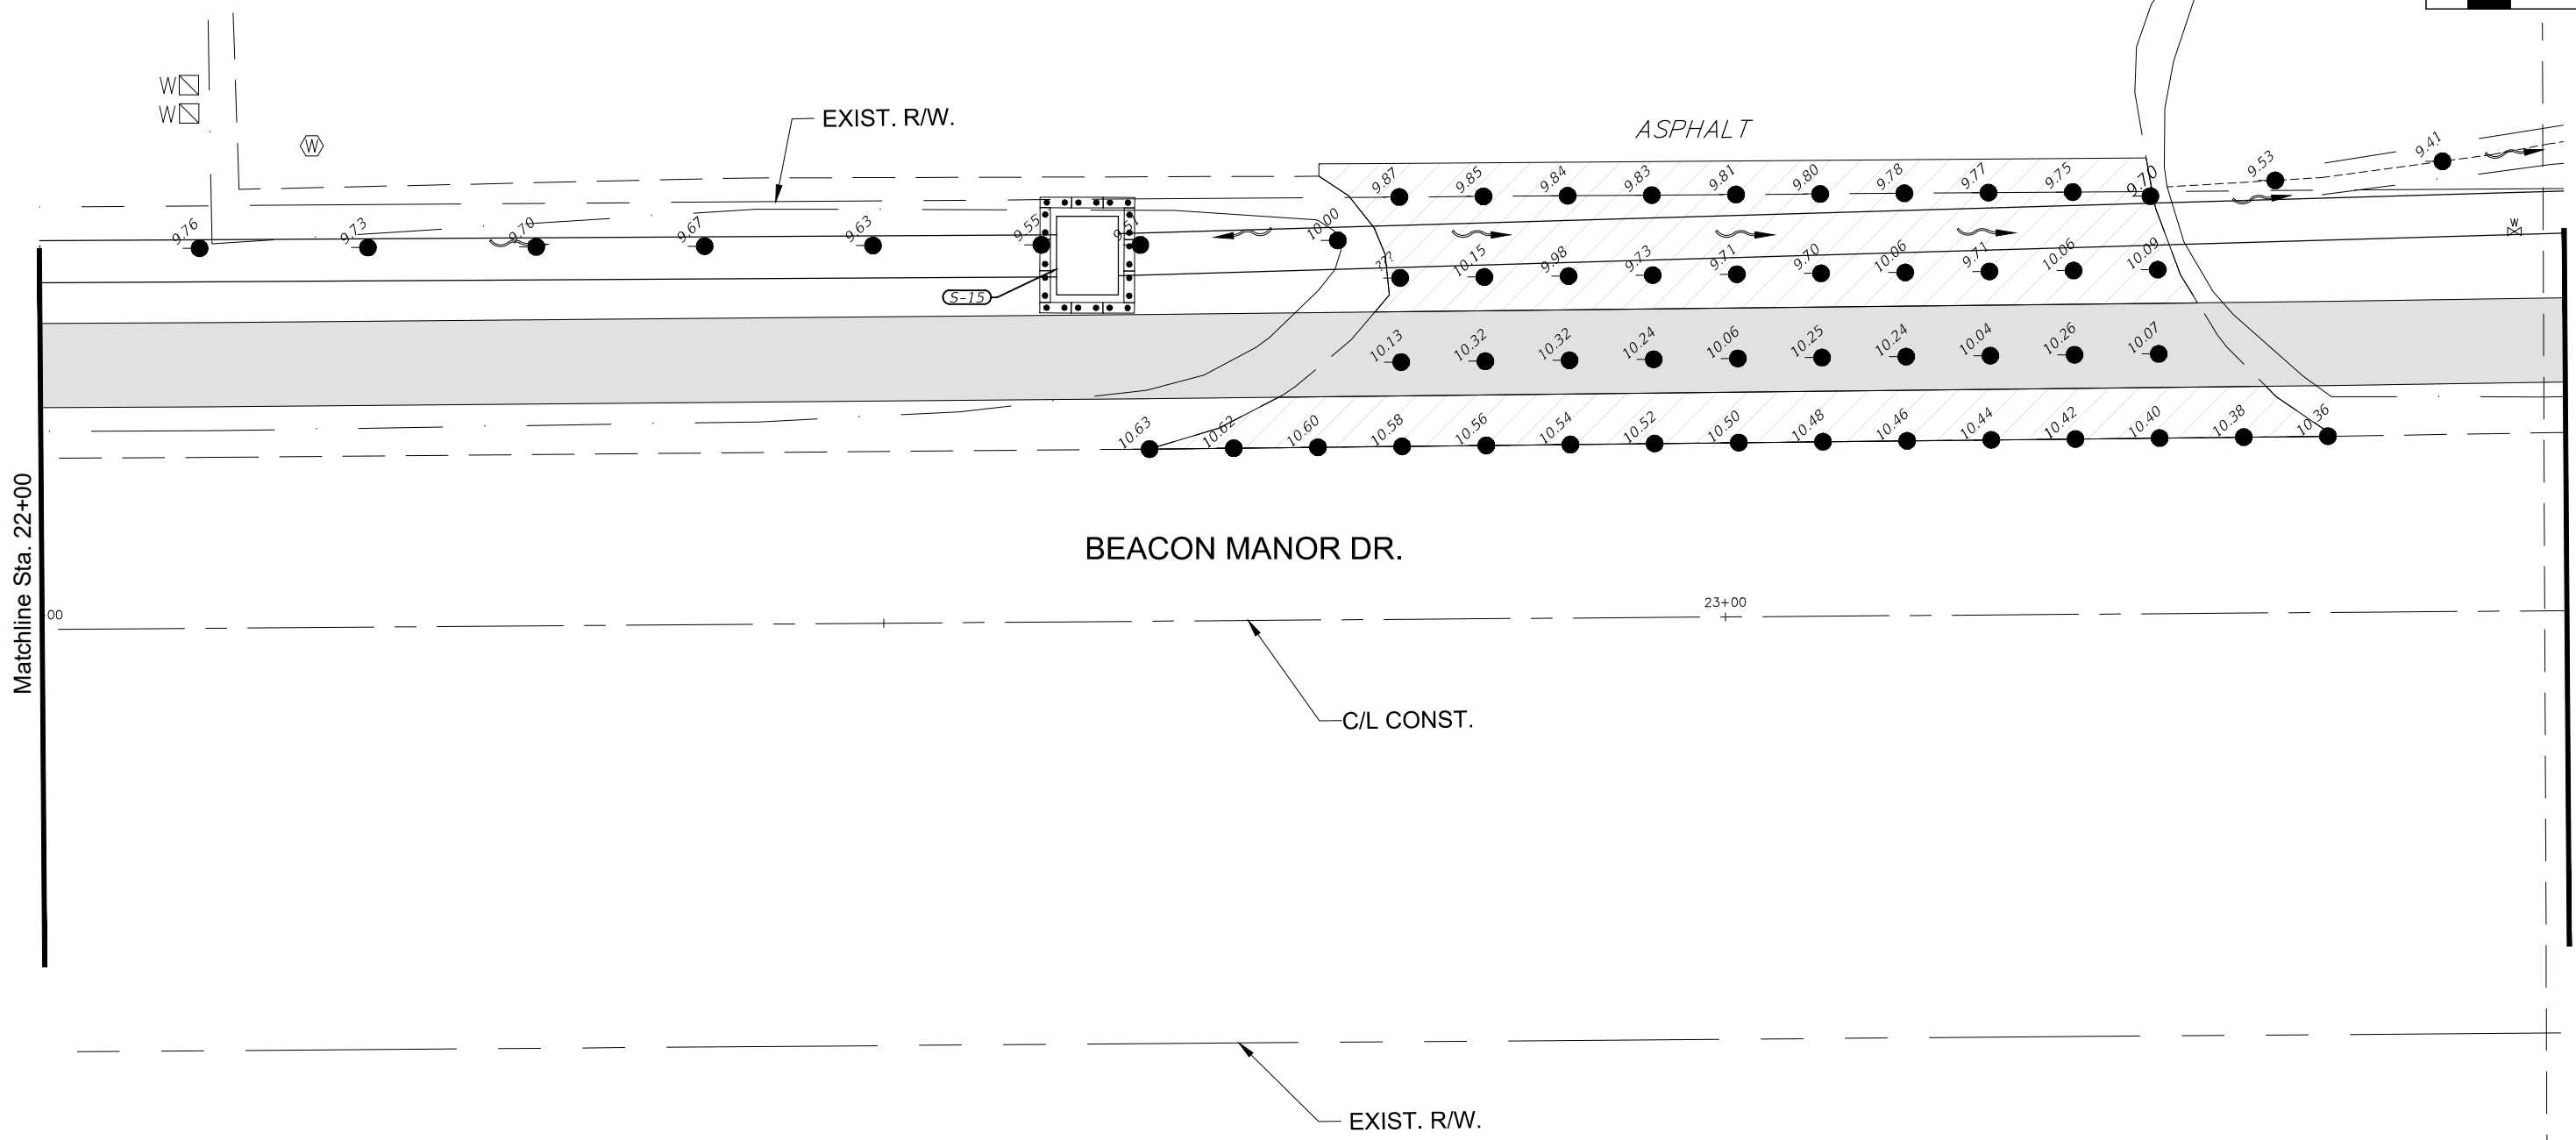 W
W
W
EXIST. R/W.
ASPHALT
9.87 9.85 9.84 9.83 9.81 9.80 9.78 9.77 9.75 9.70 9.53 9.41
9.76 9.73 9.70 9.67 9.63 9.55 9.51 10.00
W
??? 10.15 9.98 9.73 9.71 9.70 10.06 9.71 10.06 10.09
S-15
10.13 10.32 10.32 10.24 10.06 10.25 10.24 10.04 10.26 10.07
10.63 10.62 10.60 10.58 10.56 10.54 10.52 10.50 10.48 10.46 10.44 10.42 10.40 10.38 10.36
Matchline Sta. 22+00
BEACON MANOR DR.
+00
23+00
C/L CONST.
EXIST. R/W.